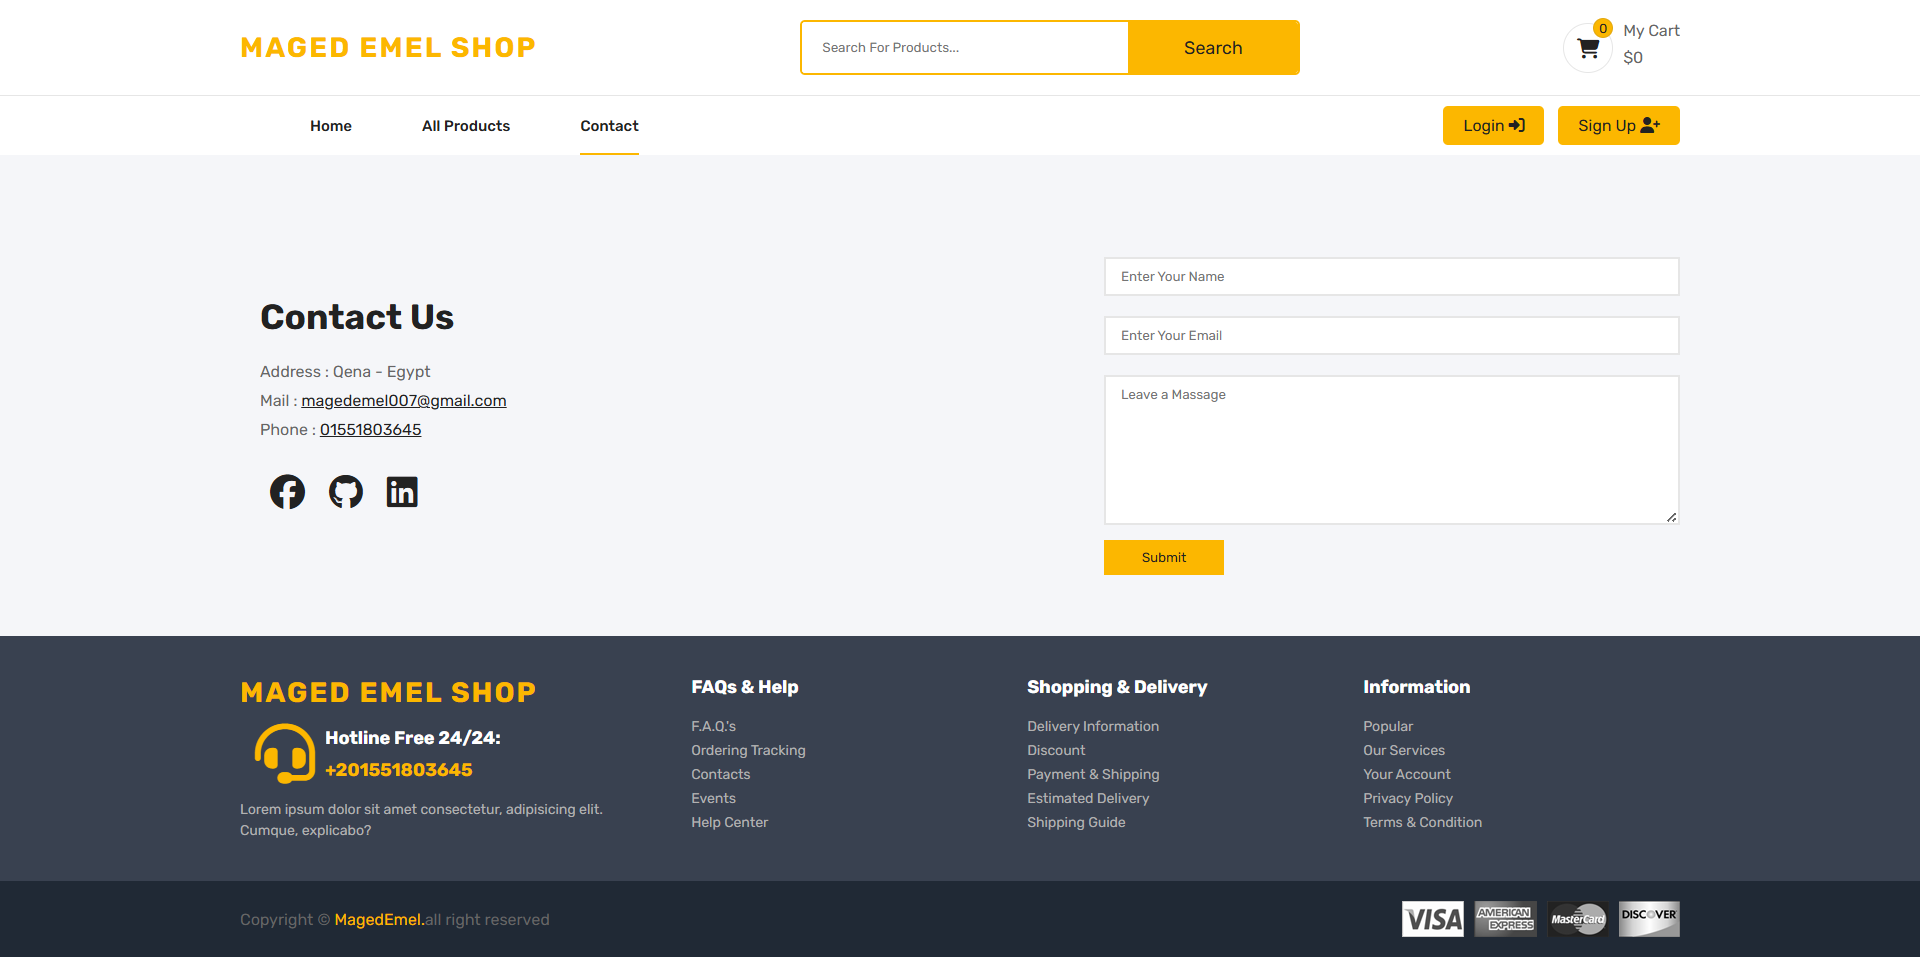 MAGED EMEL SHOP
Search For Products...
Search
0
My Cart
$0
Home
All Products
Contact
Login
Sign Up
Contact Us
Address : Qena - Egypt
Mail : magedemel007@gmail.com
Phone : 01551803645
Enter Your Name
Enter Your Email
Leave a Massage
Submit
MAGED EMEL SHOP
Hotline Free 24/24:
+201551803645
Lorem ipsum dolor sit amet consectetur, adipisicing elit.
Cumque, explicabo?
FAQs & Help
F.A.Q.'s
Ordering Tracking
Contacts
Events
Help Center
Shopping & Delivery
Delivery Information
Discount
Payment & Shipping
Estimated Delivery
Shipping Guide
Information
Popular
Our Services
Your Account
Privacy Policy
Terms & Condition
Copyright © MagedEmel.all right reserved
VISA
AMERICAN
EXPRESS
MasterCard
DISCOVER